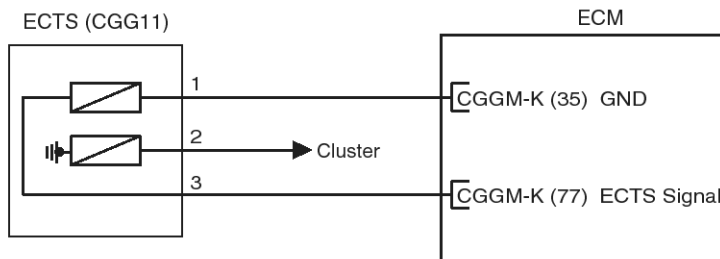 ECTS (CGG11)
ECM
1
CGGM-K (35) GND
2
Cluster
3
CGGM-K (77) ECTS Signal